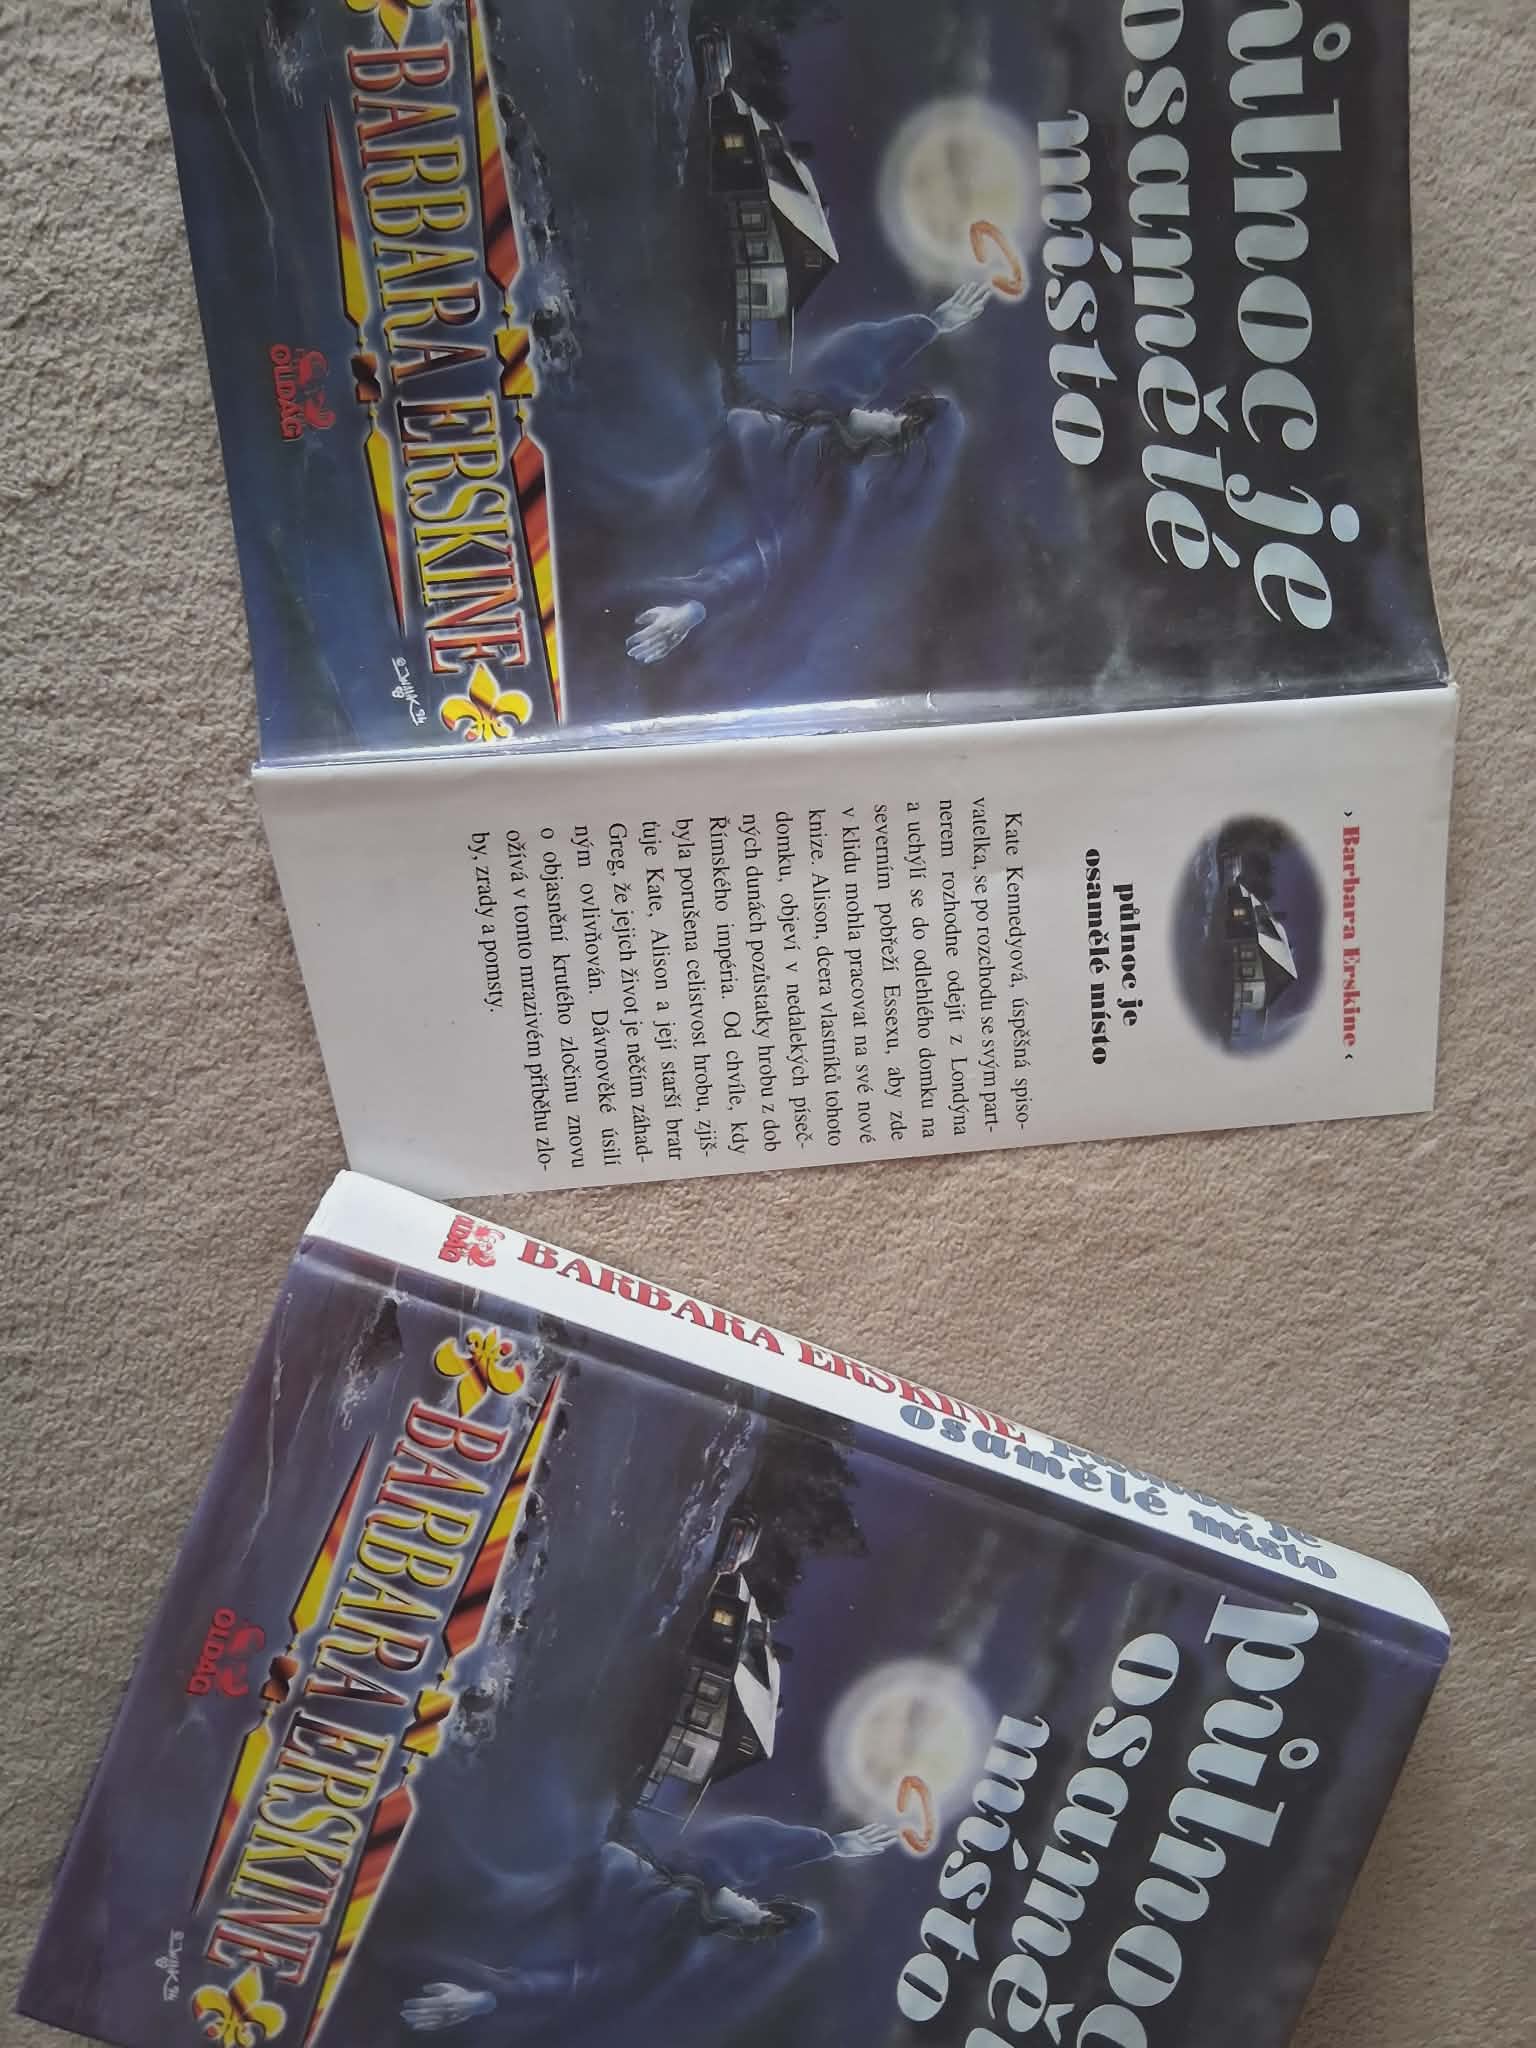 půlnoc je
osamělé
místo
BARBARA ERSKINE
OLDAG
› Barbara Erskine ‹
půlnoc je
osamělé místo
Kate Kennedyová, úspěšná spiso-
vatelka, se po rozchodu se svým part-
nerem rozhodne odejít z Londýna
a uchýlí se do odlehlého domku na
severním pobřeží Essexu, aby zde
v klidu mohla pracovat na své nové
knize. Alison, dcera vlastníků tohoto
domku, objeví v nedalekých píseč-
ných dunách pozůstatky hrobu z dob
Římského impéria. Od chvíle, kdy
byla porušena celistvost hrobu, zjiš-
ťuje Kate, Alison a její starší bratr
Greg, že jejich život je něčím záhad-
ným ovlivňován. Dávnověké úsilí
o objasnění krutého zločinu znovu
ožívá v tomto mrazivém příběhu zlo-
by, zrady a pomsty.
OLDAG
BARBARA ERSKINE půlnoc je
osamělé místo
půlnoc
osamělé
místo
BARBARA ERSKINE
OLDAG